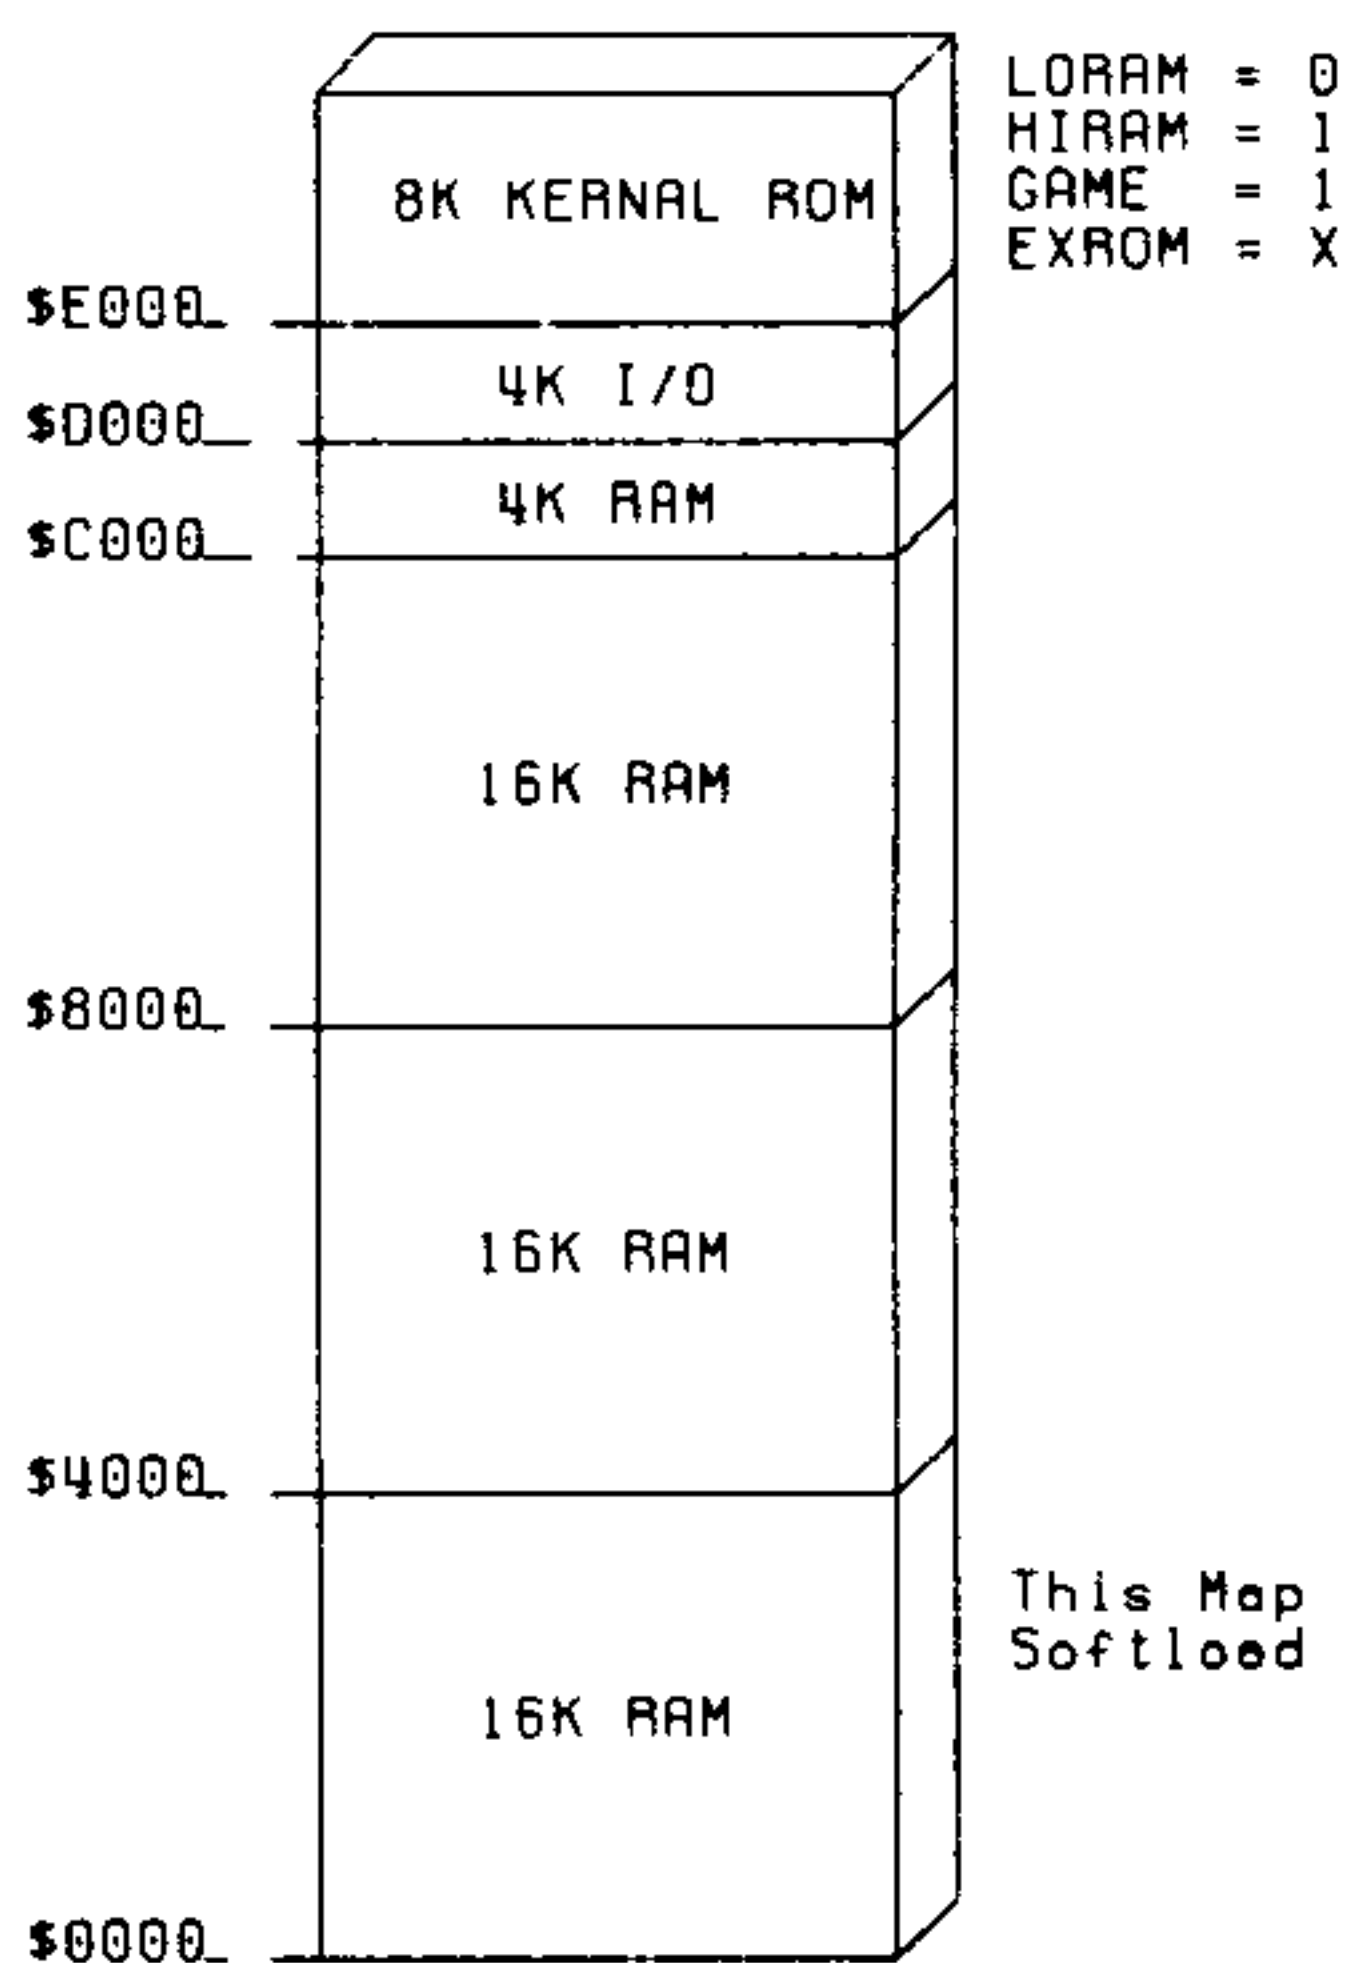 LORAM = 0
HIRAM = 1
GAME = 1
EXROM = X
8K KERNAL ROM
$E000
4K I/O
$D000
4K RAM
$C000
16K RAM
$8000
16K RAM
$4000
This Map
Softload
16K RAM
$0000